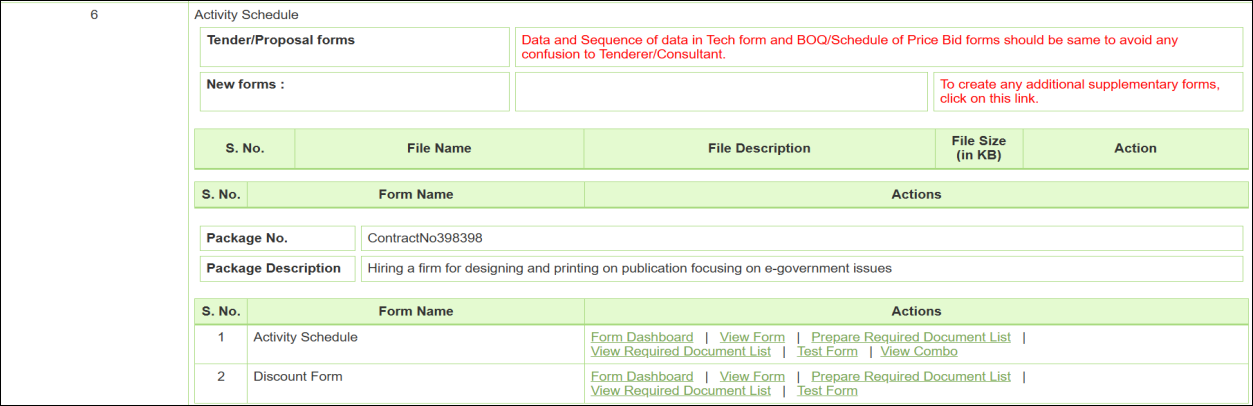 6
Activity Schedule
Tender/Proposal forms
Data and Sequence of data in Tech form and BOQ/Schedule of Price Bid forms should be same to avoid any
confusion to Tenderer/Consultant.
New forms :
To create any additional supplementary forms,
click on this link.
S. No. File Name File Description File Size
(in KB) Action
S. No. Form Name Actions
Package No. ContractNo398398
Package Description Hiring a firm for designing and printing on publication focusing on e-government issues
S. No. Form Name Actions
1 Activity Schedule Form Dashboard | View Form | Prepare Required Document List |
View Required Document List | Test Form | View Combo
2 Discount Form Form Dashboard | View Form | Prepare Required Document List |
View Required Document List | Test Form